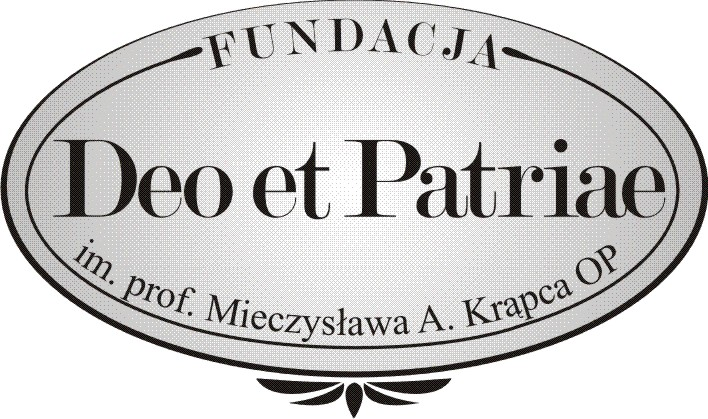 FUNDACJA
Deo et Patriae
im. prof. Mieczysława A. Krąpca OP